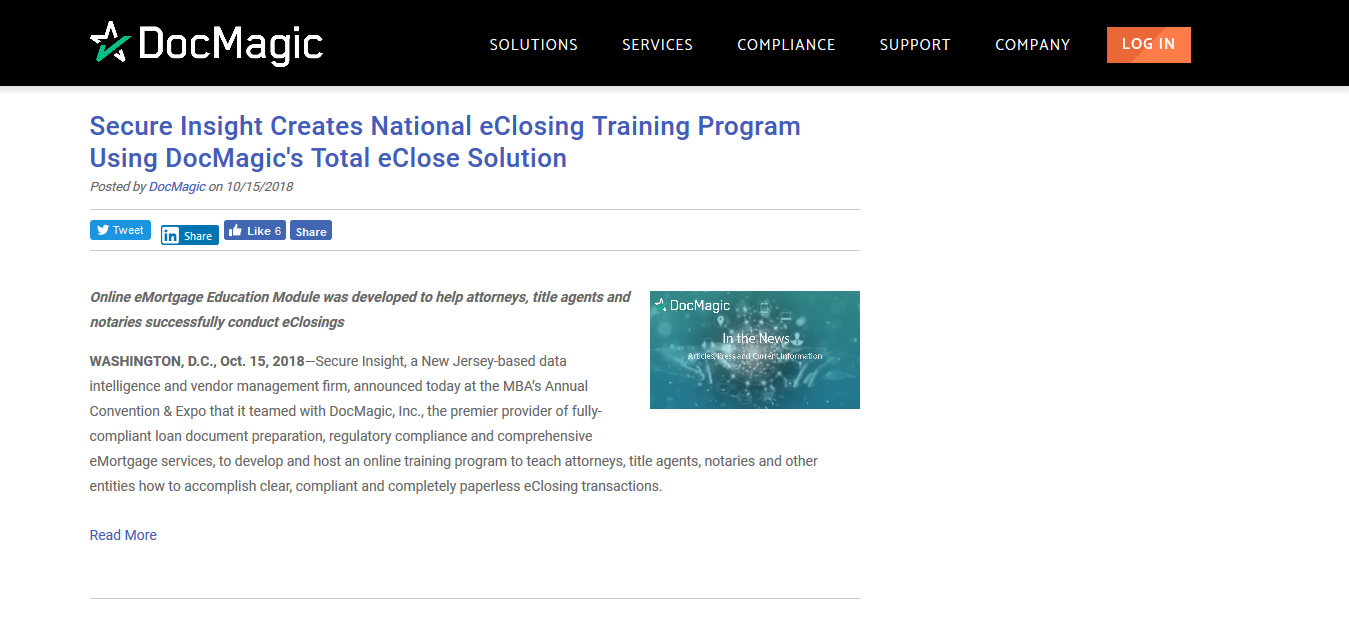 DocMagic
SOLUTIONS SERVICES COMPLIANCE SUPPORT COMPANY LOG IN
Secure Insight Creates National eClosing Training Program
Using DocMagic's Total eClose Solution
Posted by DocMagic on 10/15/2018
Tweet in Share Like 6 Share
Online eMortgage Education Module was developed to help attorneys, title agents and
notaries successfully conduct eClosings
DocMagic
In the News
Articles, Press and Current Information
WASHINGTON, D.C., Oct. 15, 2018—Secure Insight, a New Jersey-based data
intelligence and vendor management firm, announced today at the MBA’s Annual
Convention & Expo that it teamed with DocMagic, Inc., the premier provider of fully-
compliant loan document preparation, regulatory compliance and comprehensive
eMortgage services, to develop and host an online training program to teach attorneys, title agents, notaries and other
entities how to accomplish clear, compliant and completely paperless eClosing transactions.
Read More